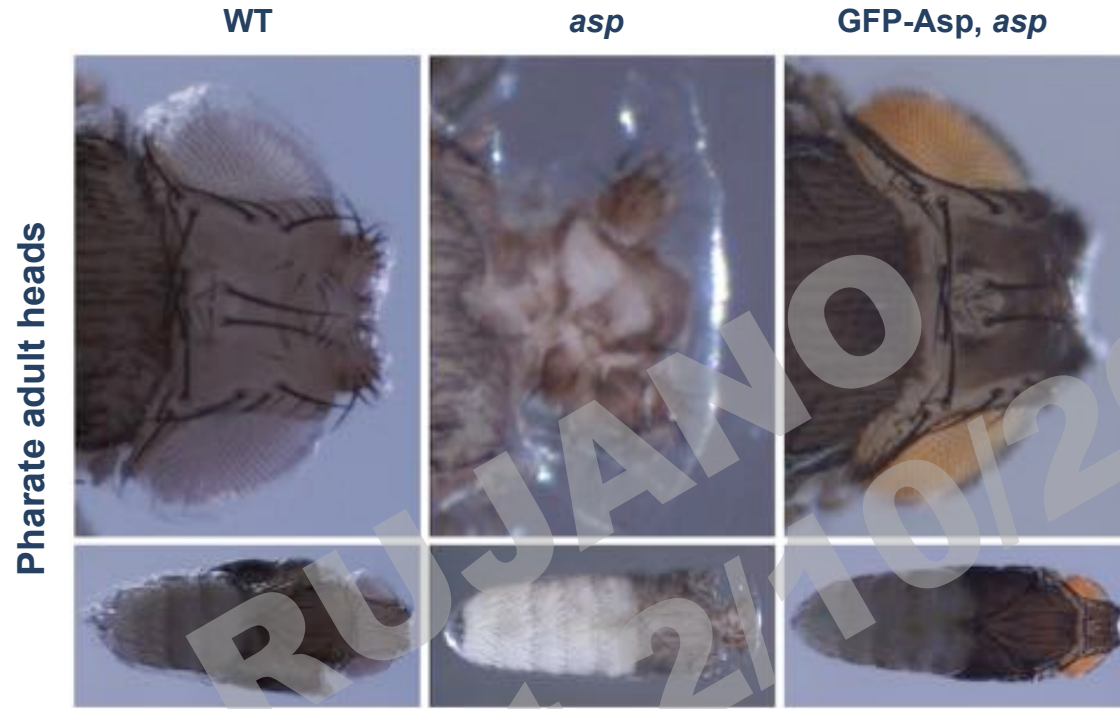 WT
asp
GFP-Asp, asp
Pharate adult heads
RUJANO